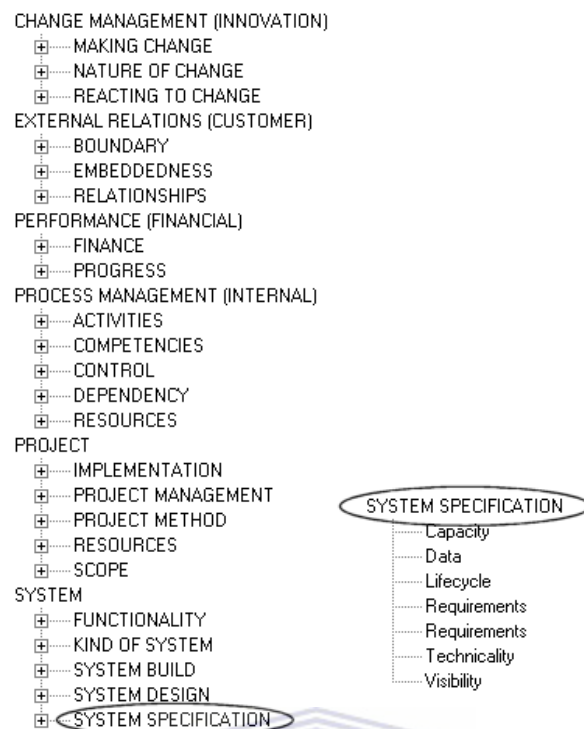 CHANGE MANAGEMENT (INNOVATION)
MAKING CHANGE
NATURE OF CHANGE
REACTING TO CHANGE
EXTERNAL RELATIONS (CUSTOMER)
BOUNDARY
EMBEDDEDNESS
RELATIONSHIPS
PERFORMANCE (FINANCIAL)
FINANCE
PROGRESS
PROCESS MANAGEMENT (INTERNAL)
ACTIVITIES
COMPETENCIES
CONTROL
DEPENDENCY
RESOURCES
PROJECT
IMPLEMENTATION
PROJECT MANAGEMENT
PROJECT METHOD
RESOURCES
SCOPE
SYSTEM
FUNCTIONALITY
KIND OF SYSTEM
SYSTEM BUILD
SYSTEM DESIGN
SYSTEM SPECIFICATION
SYSTEM SPECIFICATION
Capacity
Data
Lifecycle
Requirements
Requirements
Technicality
Visibility